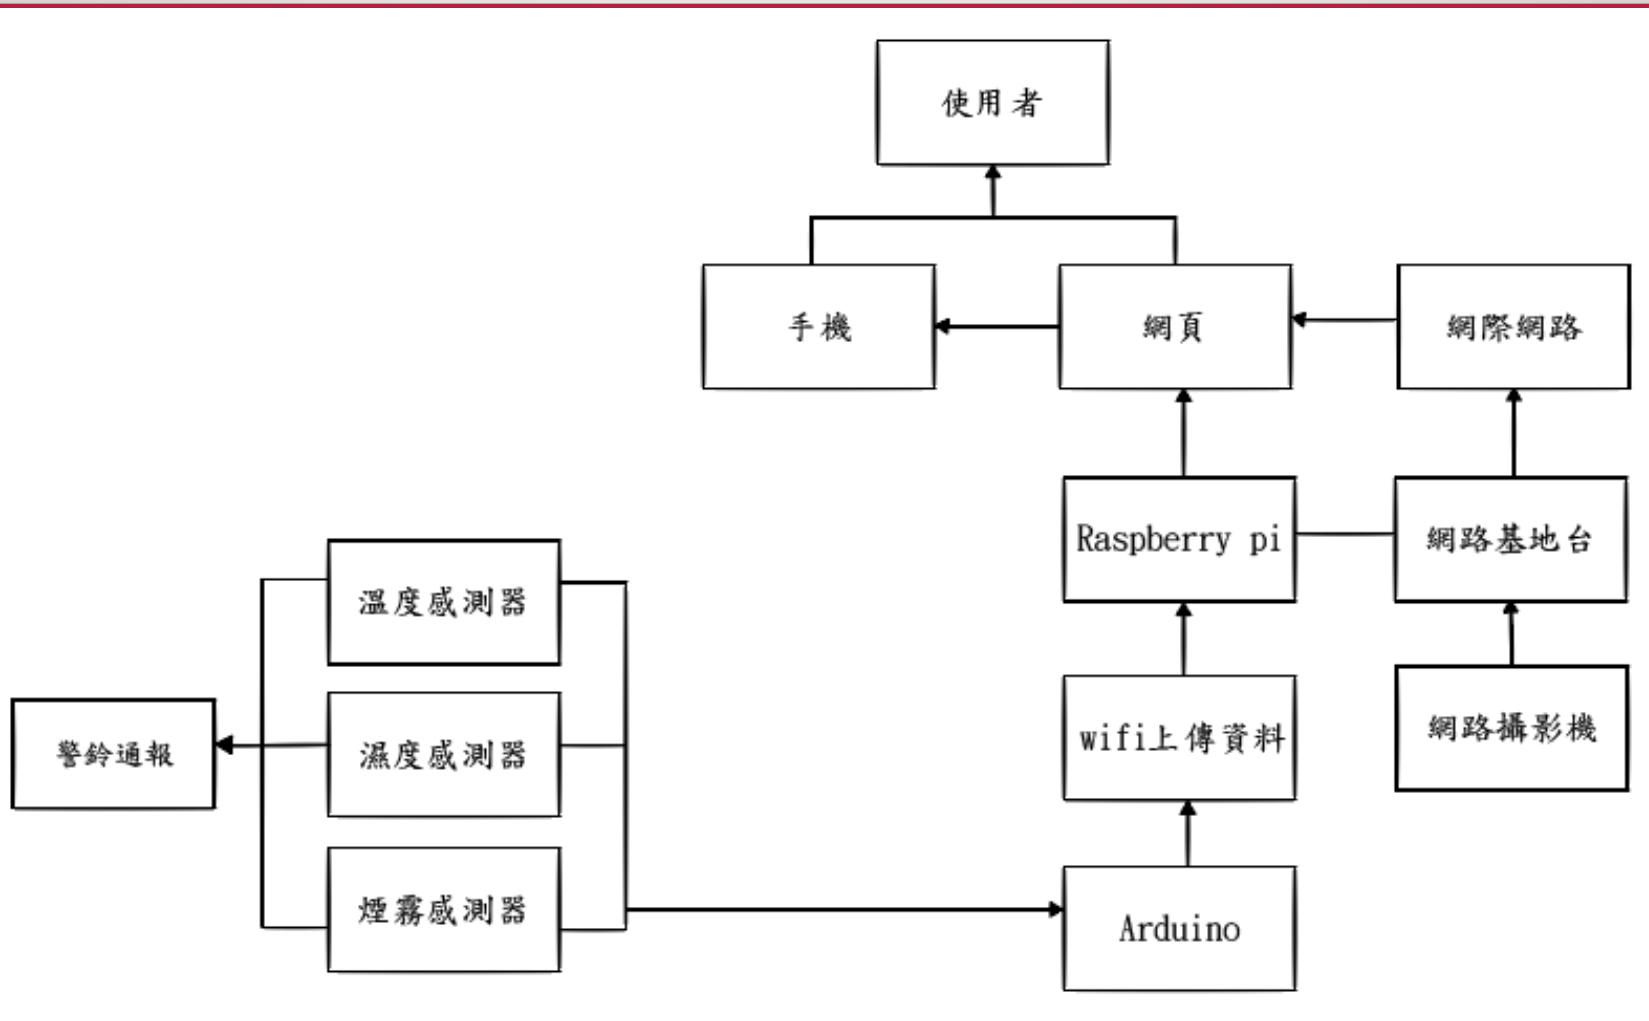 使用者
手機
網頁
網際網路
Raspberry pi
網路基地台
溫度感測器
警鈴通報
濕度感測器
wifi上傳資料
網路攝影機
煙霧感測器
Arduino